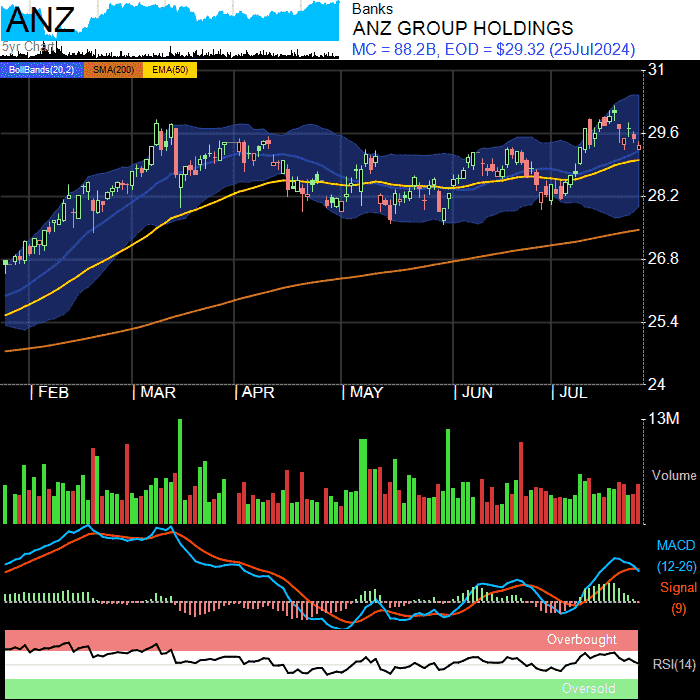 ANZ
5yr Chart
Banks
ANZ GROUP HOLDINGS
MC = 88.2B, EOD = $29.32 (25Jul2024)
BollBands(20,2) SMA(200) EMA(50)
31
29.6
28.2
26.8
25.4
24
FEB MAR APR MAY JUN JUL
13M
Volume
MACD
(12-26)
Signal
(9)
Overbought
RSI(14)
Oversold